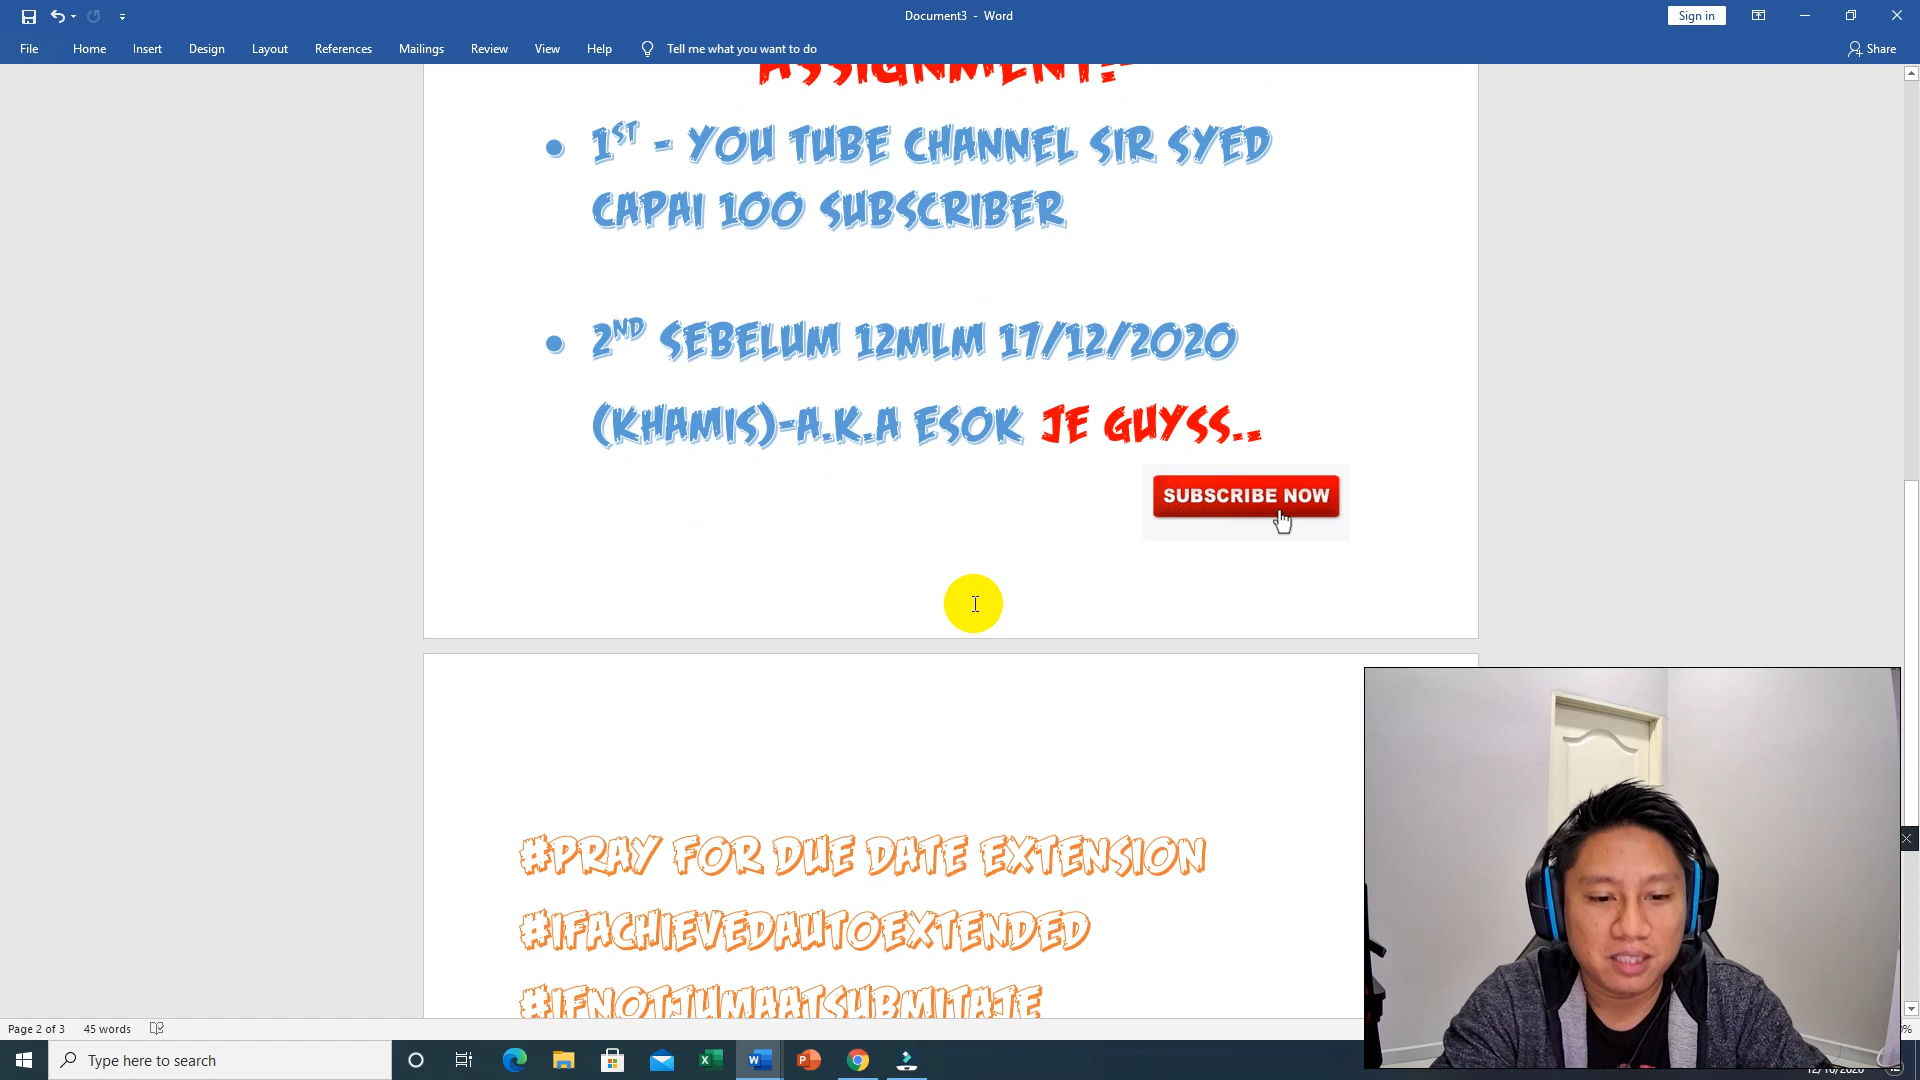 Document3 - Word
Sign in
File Home Insert Design Layout References Mailings Review View Help Tell me what you want to do Share
ASSIGNMENT!-
• 1ST - YOU TUBE CHANNEL SIR SYED
CAPAI 100 SUBSCRIBER
• 2ND SEBELUM 12MLM 17/12/2020
(KHAMIS)-A.K.A ESOK JE GUYSS..
SUBSCRIBE NOW
#PRAY FOR DUE DATE EXTENSION
#IFACHIEVEDAUTOEXTENDED
#IFNOTJUMAATSUBMITAJE
Page 2 of 3 45 words
Type here to search